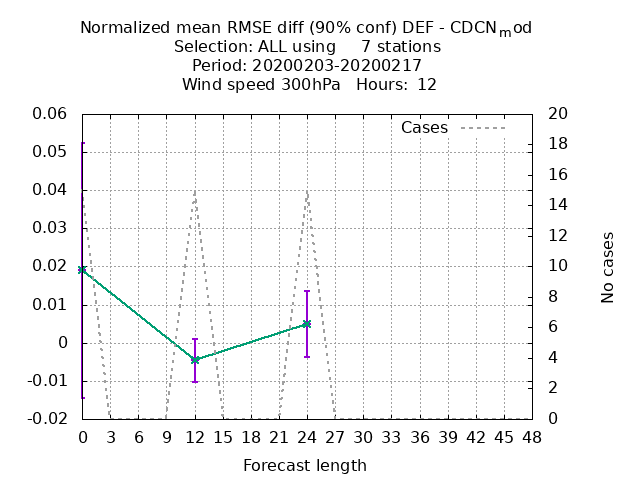 Normalized mean RMSE diff (90% conf) DEF - CDCNmod
Selection: ALL using     7 stations
Period: 20200203-20200217
Wind speed 300hPa   Hours:  12
Cases
0.06
0.05
0.04
0.03
0.02
0.01
0
-0.01
-0.02
20
18
16
14
12
10
8
6
4
2
0
No cases
0 3 6 9 12 15 18 21 24 27 30 33 36 39 42 45 48
Forecast length